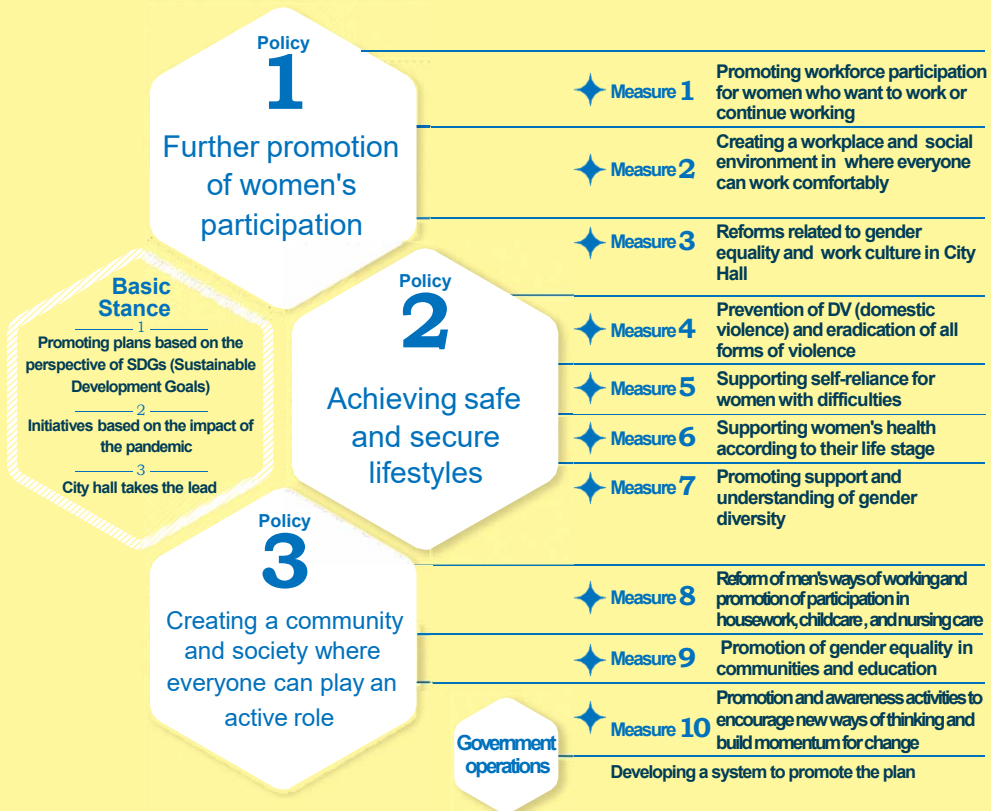 Policy
1
Further promotion
of women's
participation
Measure 1
Promoting workforce participation
for women who want to work or
continue working
Measure 2
Creating a workplace and social
environment in where everyone
can work comfortably
Measure 3
Reforms related to gender
equality and work culture in City
Hall
Basic
Stance
1
Promoting plans based on the
perspective of SDGs (Sustainable
Development Goals)
2
Initiatives based on the impact of
the pandemic
3
City hall takes the lead
Policy
2
Achieving safe
and secure
lifestyles
Measure 4
Prevention of DV (domestic
violence) and eradication of all
forms of violence
Measure 5
Supporting self-reliance for
women with difficulties
Measure 6
Supporting women's health
according to their life stage
Measure 7
Promoting support and
understanding of gender
diversity
Policy
3
Creating a community
and society where
everyone can play an
active role
Measure 8
Reform of men's ways of working and
promotion of participation in
housework, childcare, and nursing care
Measure 9
Promotion of gender equality in
communities and education
Measure 10
Promotion and awareness activities to
encourage new ways of thinking and
build momentum for change
Government
operations
Developing a system to promote the plan